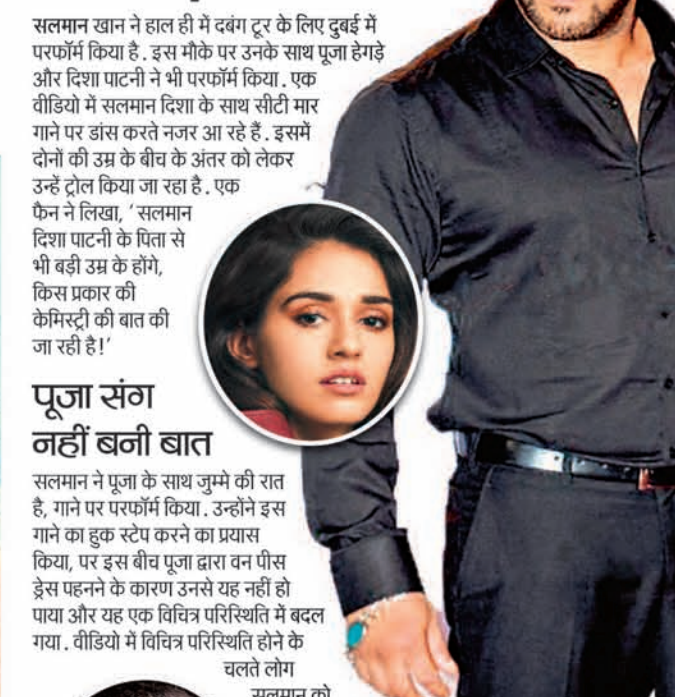 सलमान खान ने हाल ही में दबंग टूर के लिए दुबई में
परफॉर्म किया है. इस मौके पर उनके साथ पूजा हेगड़े
और दिशा पाटनी ने भी परफॉर्म किया. एक
वीडियो में सलमान दिशा के साथ सीटी मार
गाने पर डांस करते नजर आ रहे हैं. इसमें
दोनों की उम्र के बीच के अंतर को लेकर
उन्हें ट्रोल किया जा रहा है. एक
फैन ने लिखा, ‘सलमान
दिशा पाटनी के पिता से
भी बड़ी उम्र के होंगे,
किस प्रकार की
केमिस्ट्री की बात की
जा रही है!’
पूजा संग
नहीं बनी बात
सलमान ने पूजा के साथ जुम्मे की रात
है, गाने पर परफॉर्म किया. उन्होंने इस
गाने का हुक स्टेप करने का प्रयास
किया, पर इस बीच पूजा द्वारा वन पीस
ड्रेस पहनने के कारण उनसे यह नहीं हो
पाया और यह एक विचित्र परिस्थिति में बदल
गया. वीडियो में विचित्र परिस्थिति होने के
चलते लोग
सलमान को